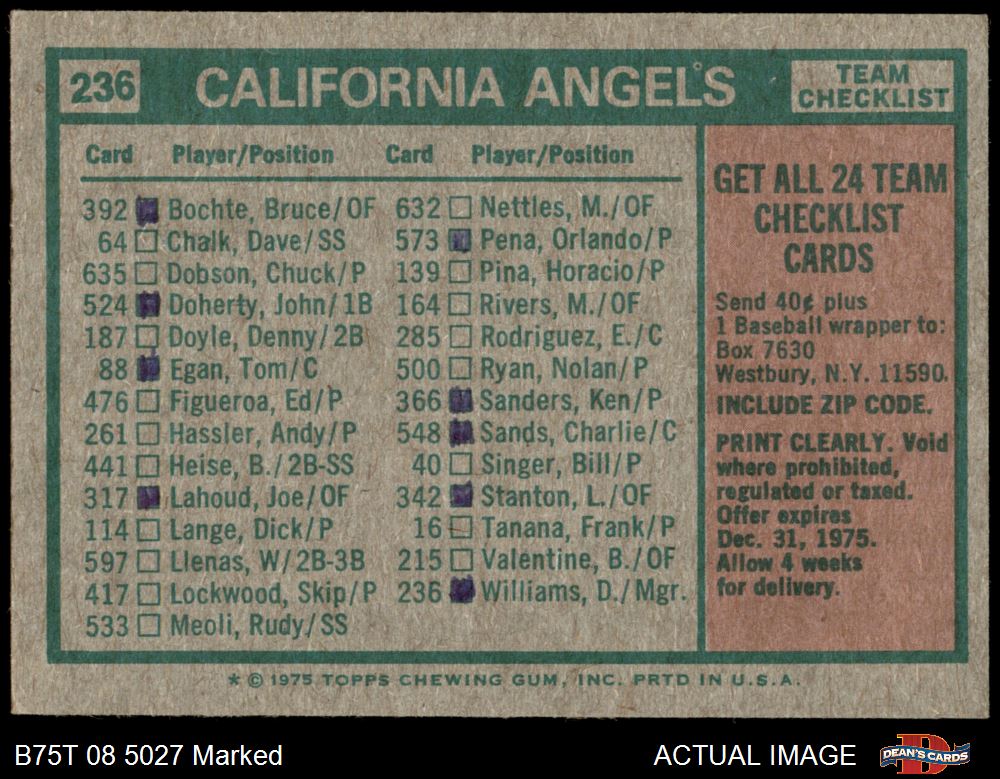 236
CALIFORNIA ANGELS
TEAM
CHECKLIST
Card Player/Position
392 Bochte, Bruce/OF
64 Chalk, Dave/SS
635 Dobson, Chuck/P
524 Doherty, John/1B
187 Doyle, Denny/2B
88 Egan, Tom/C
476 Figueroa, Ed/P
261 Hassler, Andy/P
441 Heise, B./2B-SS
317 Lahoud, Joe/OF
114 Lange, Dick/P
597 Llenas, W/2B-3B
417 Lockwood, Skip/P
533 Meoli, Rudy/SS
Card Player/Position
632 Nettles, M./OF
573 Pena, Orlando/P
139 Pina, Horacio/P
164 Rivers, M./OF
285 Rodriguez, E./C
500 Ryan, Nolan/P
366 Sanders, Ken/P
548 Sands, Charlie/C
40 Singer, Bill/P
342 Stanton, L./OF
16 Tanana, Frank/P
215 Valentine, B./OF
236 Williams, D./Mgr.
GET ALL 24 TEAM
CHECKLIST
CARDS
Send 40¢ plus
1 Baseball wrapper to:
Box 7630
Westbury, N.Y. 11590.
INCLUDE ZIP CODE.
PRINT CLEARLY. Void
where prohibited,
regulated or taxed.
Offer expires
Dec. 31, 1975.
Allow 4 weeks
for delivery.
* © 1975 TOPPS CHEWING GUM, INC. PRTD IN U.S.A.
B75T 08 5027 Marked
ACTUAL IMAGE
D
DEAN'S CARDS